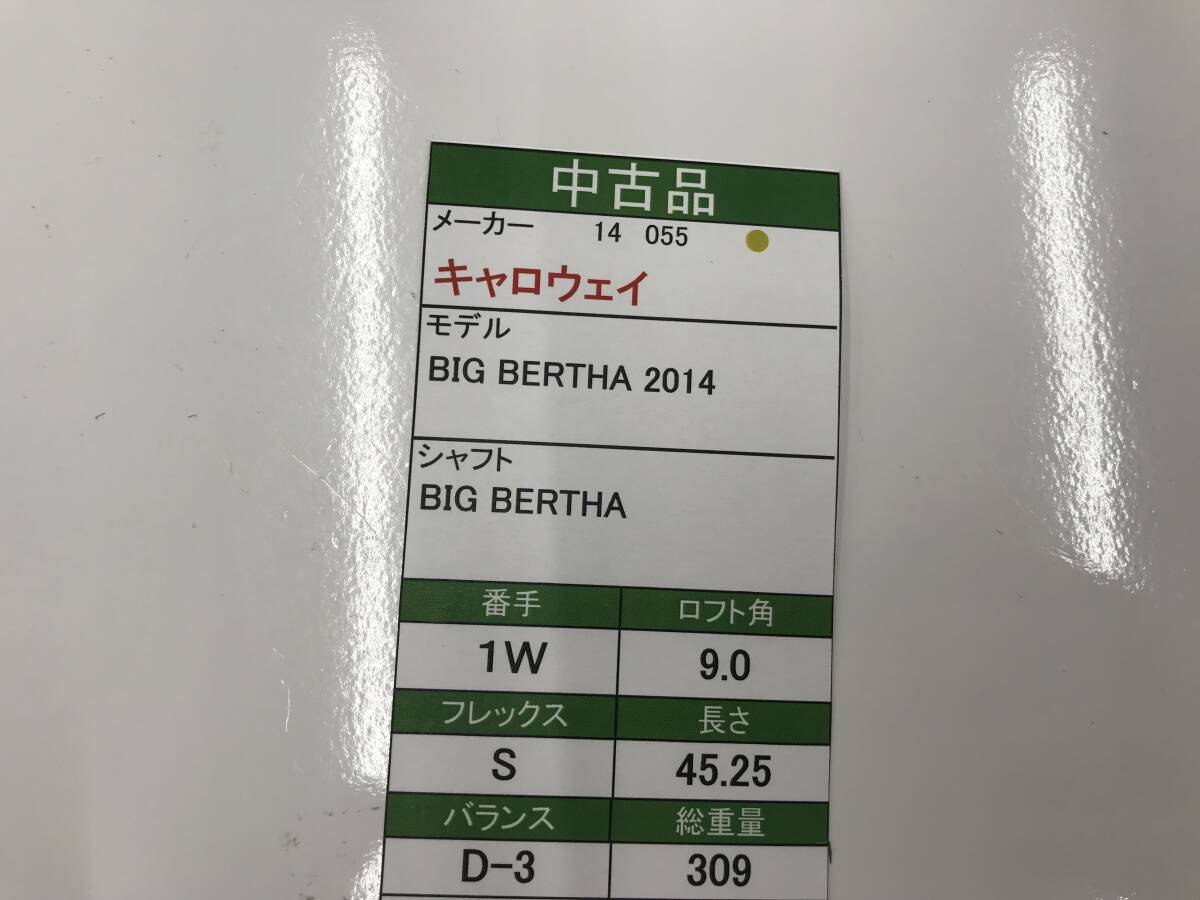 中古品
メーカー 14 055
キャロウェイ
モデル
BIG BERTHA 2014
シャフト
BIG BERTHA
番手 ロフト角
1W 9.0
フレックス 長さ
S 45.25
バランス 総重量
D-3 309